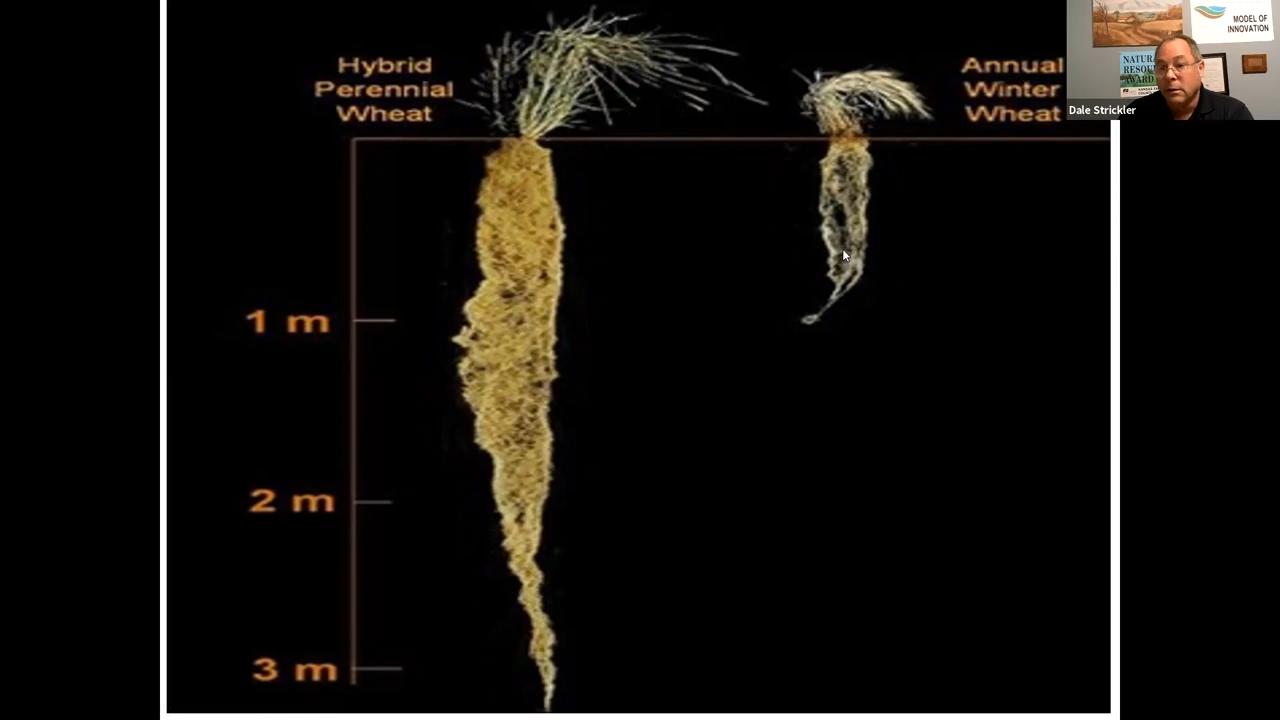 Hybrid
Perennial
Wheat
Annual
Winter
Wheat
1 m
2 m
3 m
MODEL OF
INNOVATION
Dale Strickler